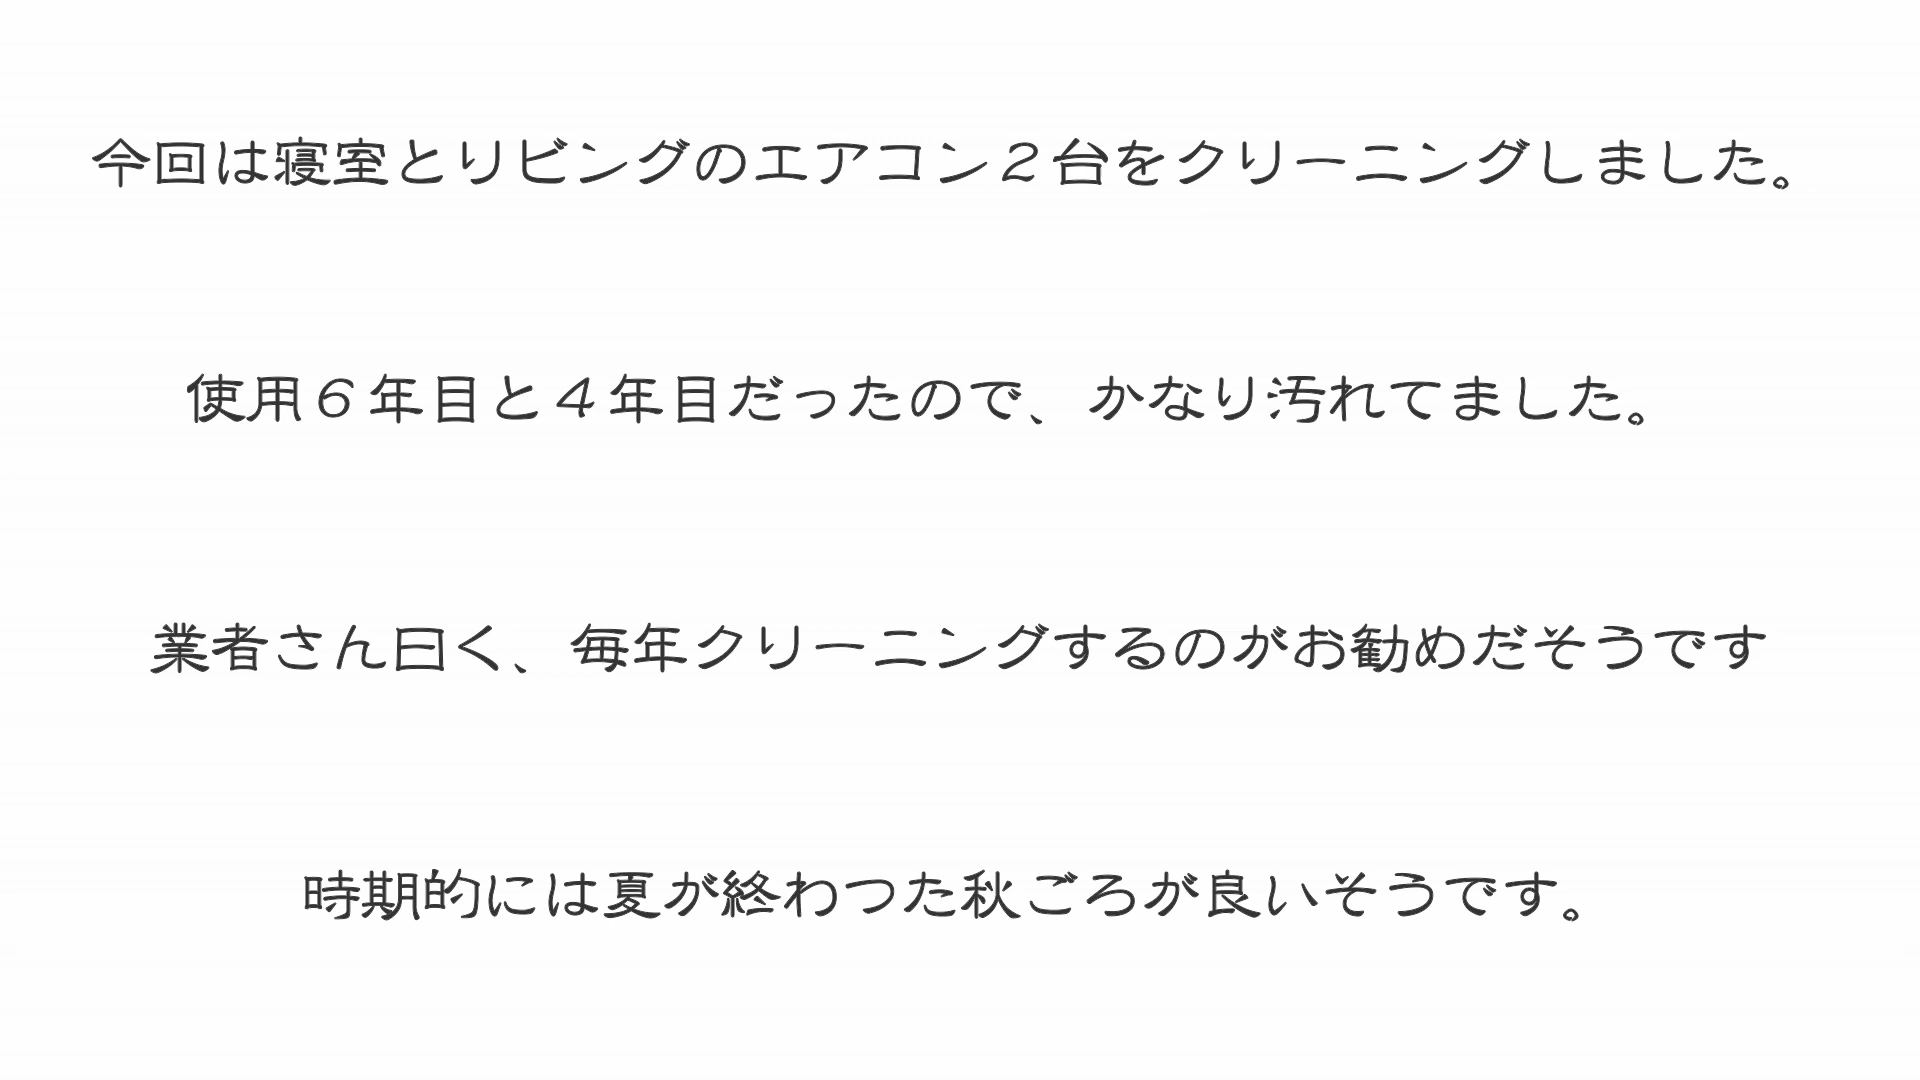 今回は寝室とリビングのエアコン２台をクリーニングしました。
使用６年目と４年目だったので、かなり汚れてました。
業者さん曰く、毎年クリーニングするのがお勧めだそうです
時期的には夏が終わつた秋ごろが良いそうです。